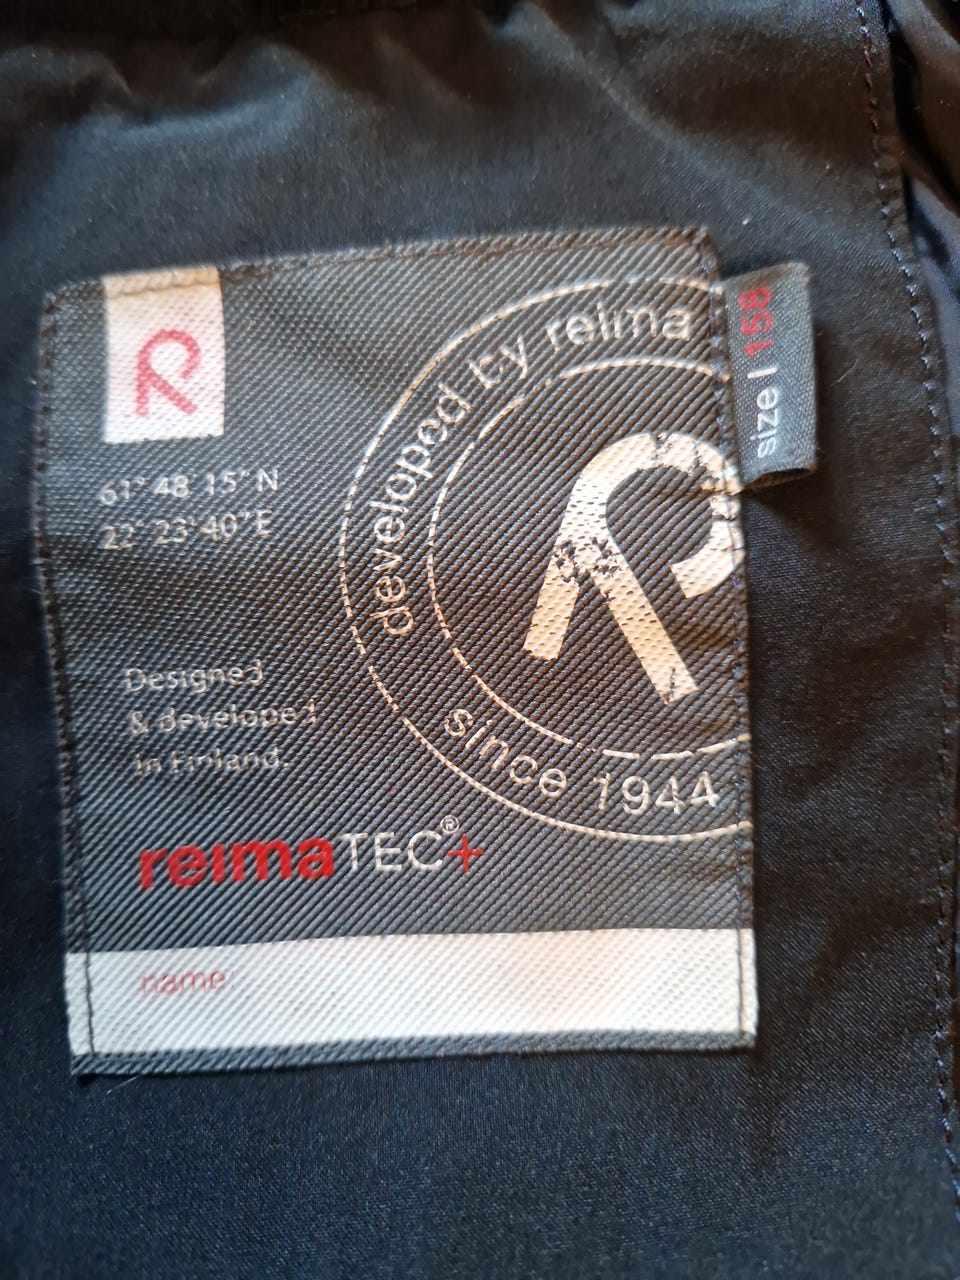 developed by reima
size | 158
61° 48' 15" N
22° 23' 40" E
Designed
& developed
in Finland.
since 1944
reimaTEC®+
name: